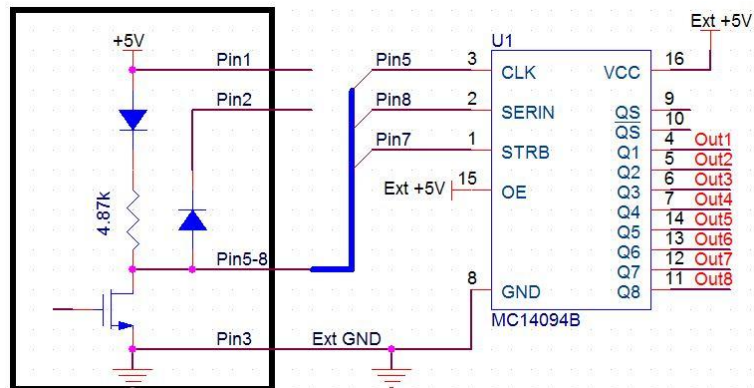 +5V
Pin1
Pin2
4.87k
Pin5-8
Pin3
Ext GND
Pin5
Pin8
Pin7
Ext +5V
3
2
1
15
8
U1
CLK
SERIN
STRB
OE
GND
VCC
QS
QS
Q1
Q2
Q3
Q4
Q5
Q6
Q7
Q8
MC14094B
Ext +5V
16
9
10
4 Out1
5 Out2
6 Out3
7 Out4
14 Out5
13 Out6
12 Out7
11 Out8